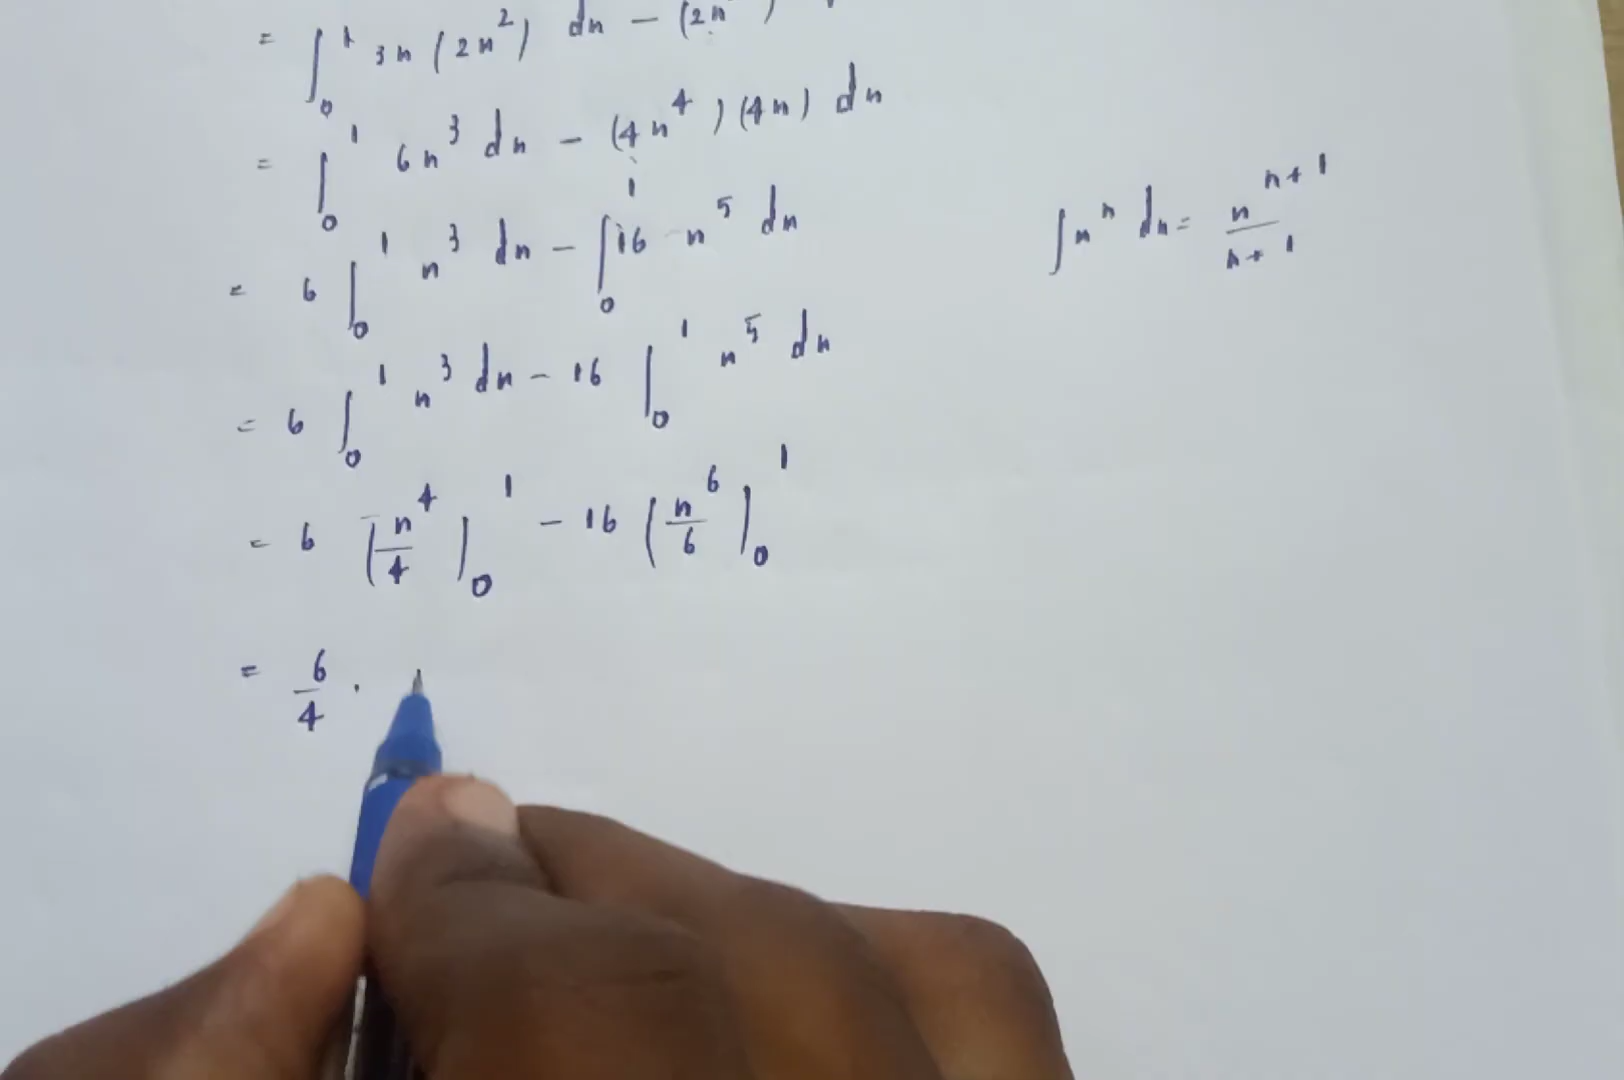 = ∫₀¹ 3n (2n²) dn − (2n
= ∫₀¹ 6n³ dn − (4n⁴) (4n) dn
= 6 ∫₀¹ n³ dn − ∫₀¹ 16 n⁵ dn
∫nⁿ dn = nⁿ⁺¹/n+1
= 6 ∫₀¹ n³ dn − 16 ∫₀¹ n⁵ dn
= 6 [n⁴/4]₀¹ − 16 [n⁶/6]₀¹
= 6/4 .